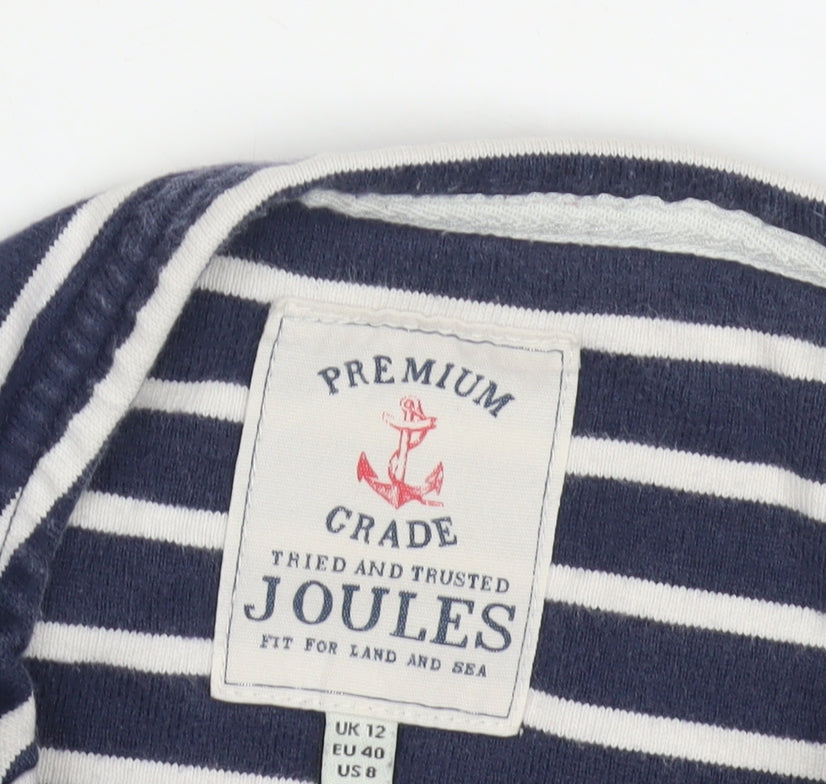 PREMIUM
GRADE
TRIED AND TRUSTED
JOULES
FIT FOR LAND AND SEA
UK 12
EU 40
US 8